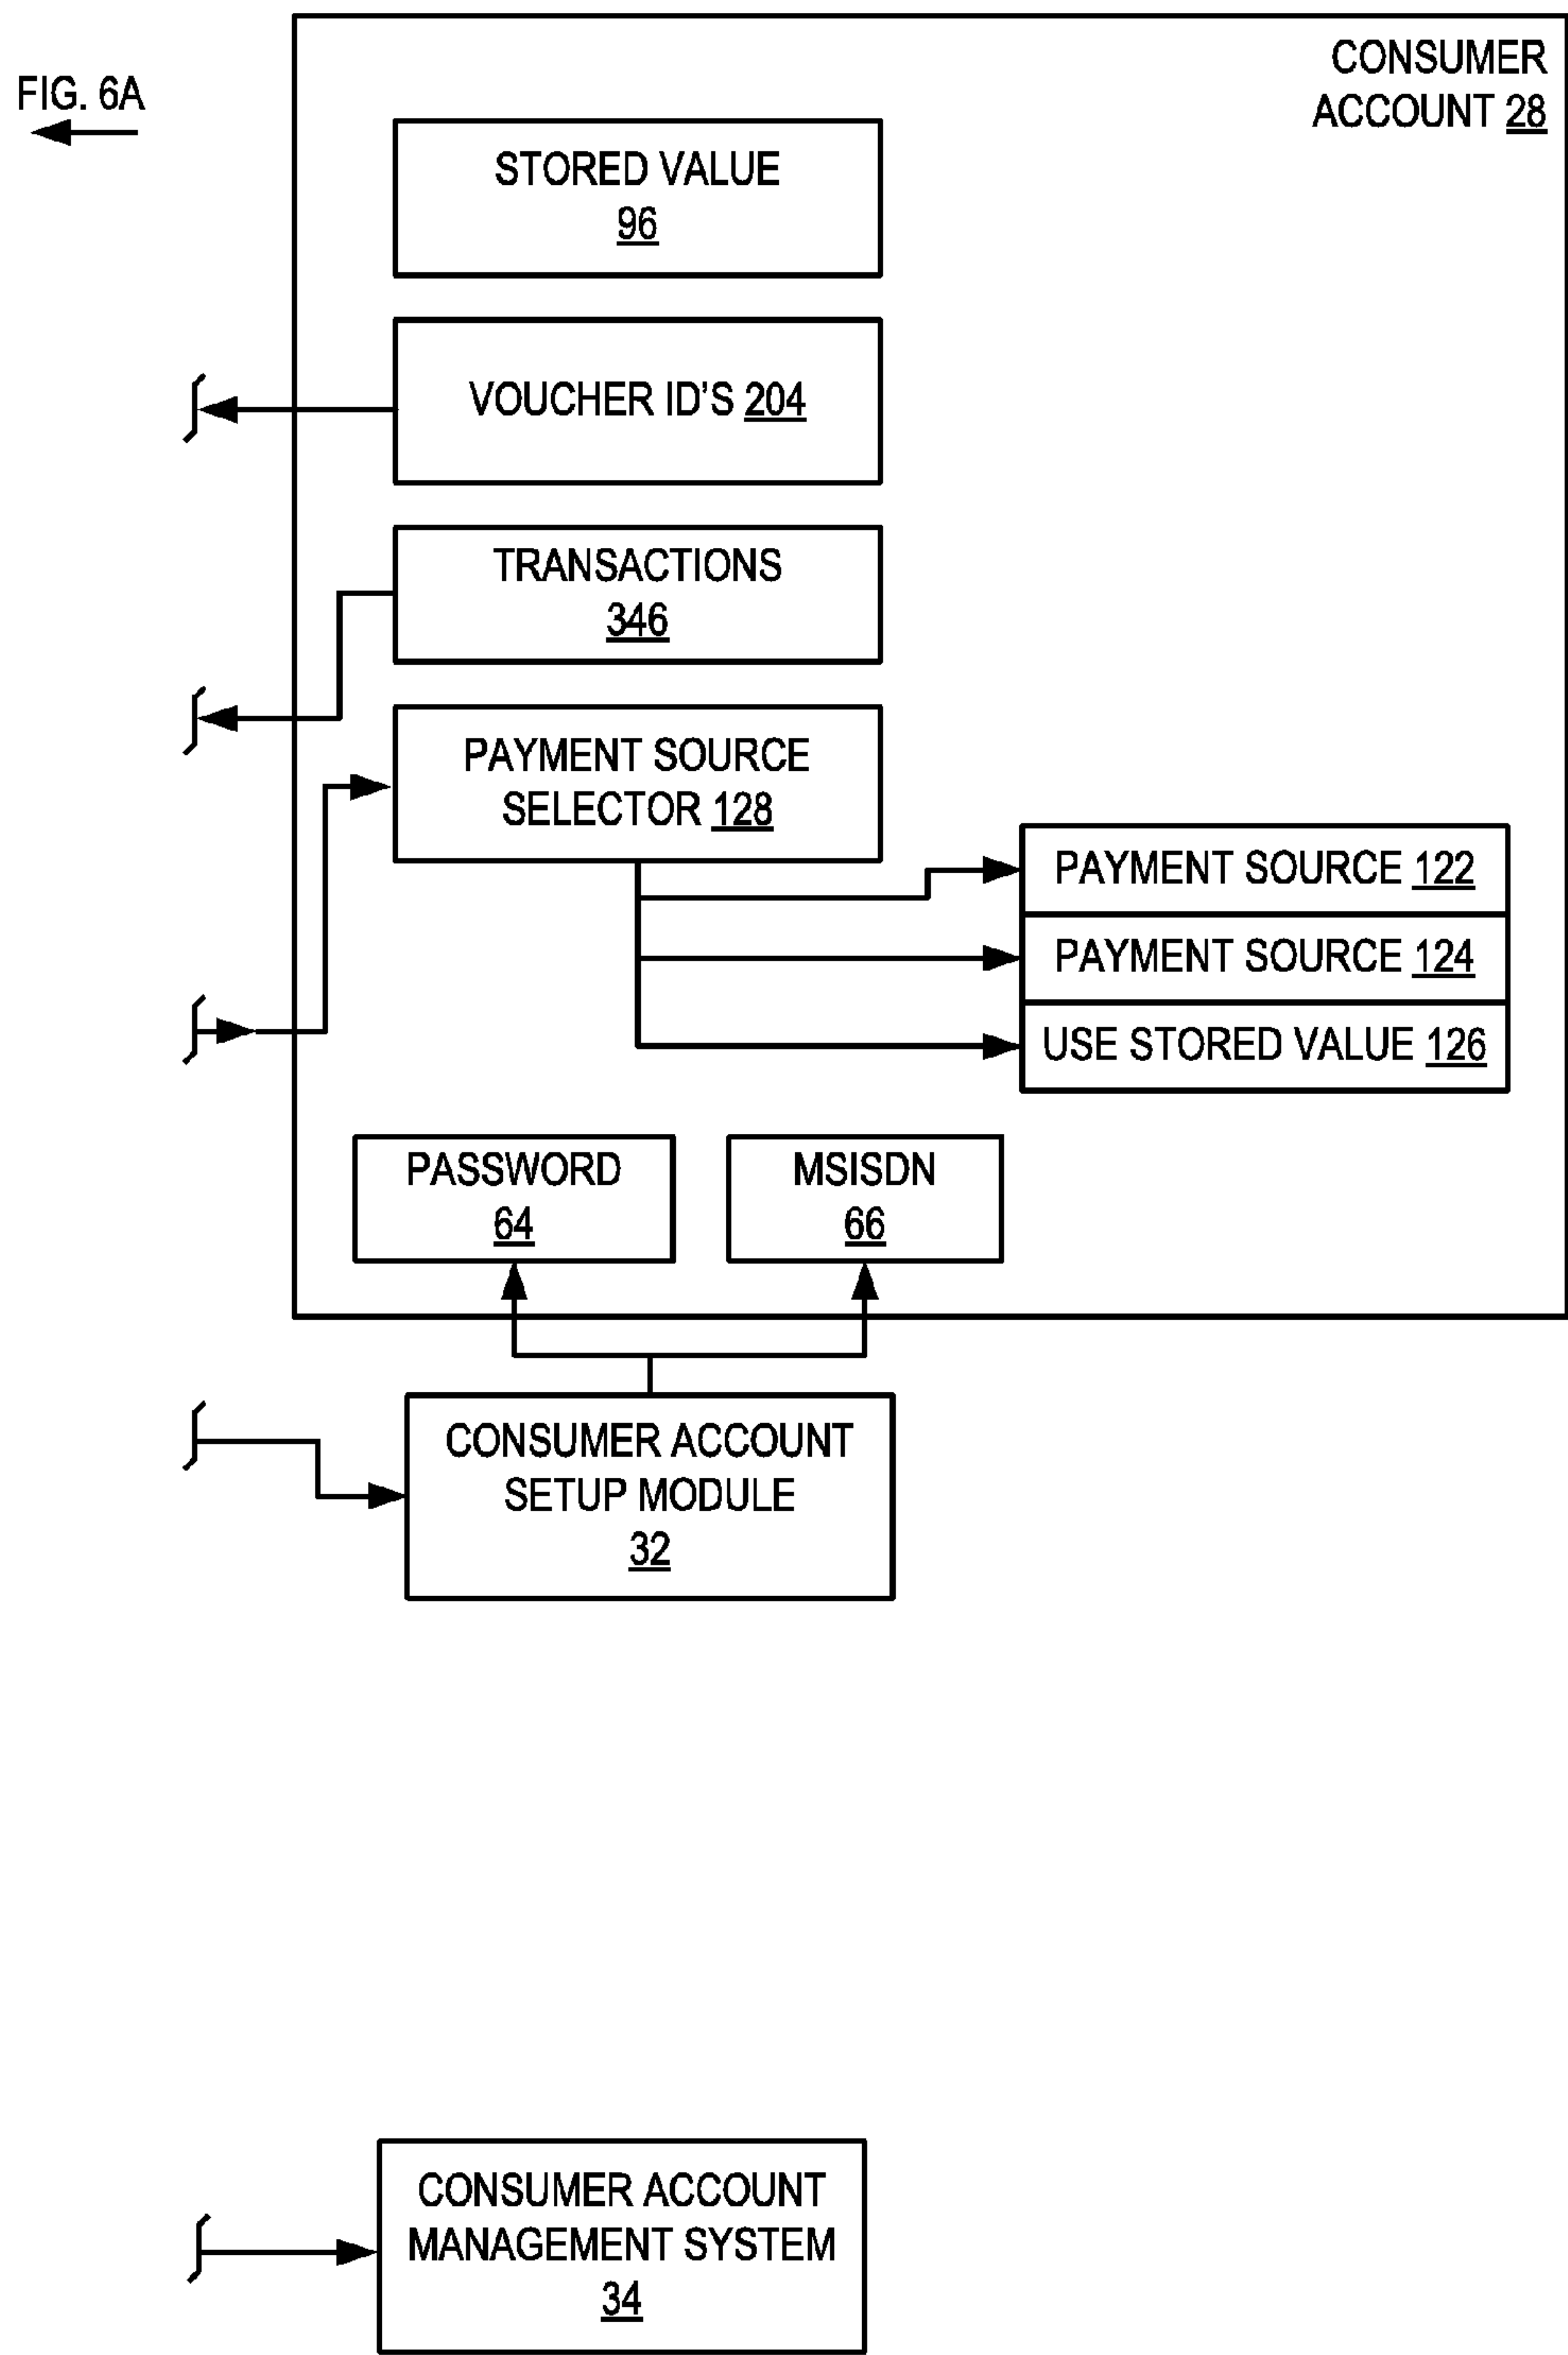 FIG. 6A
CONSUMER
ACCOUNT 28
STORED VALUE
96
VOUCHER ID'S 204
TRANSACTIONS
346
PAYMENT SOURCE
SELECTOR 128
PAYMENT SOURCE 122
PAYMENT SOURCE 124
USE STORED VALUE 126
PASSWORD
64
MSISDN
66
CONSUMER ACCOUNT
SETUP MODULE
32
CONSUMER ACCOUNT
MANAGEMENT SYSTEM
34